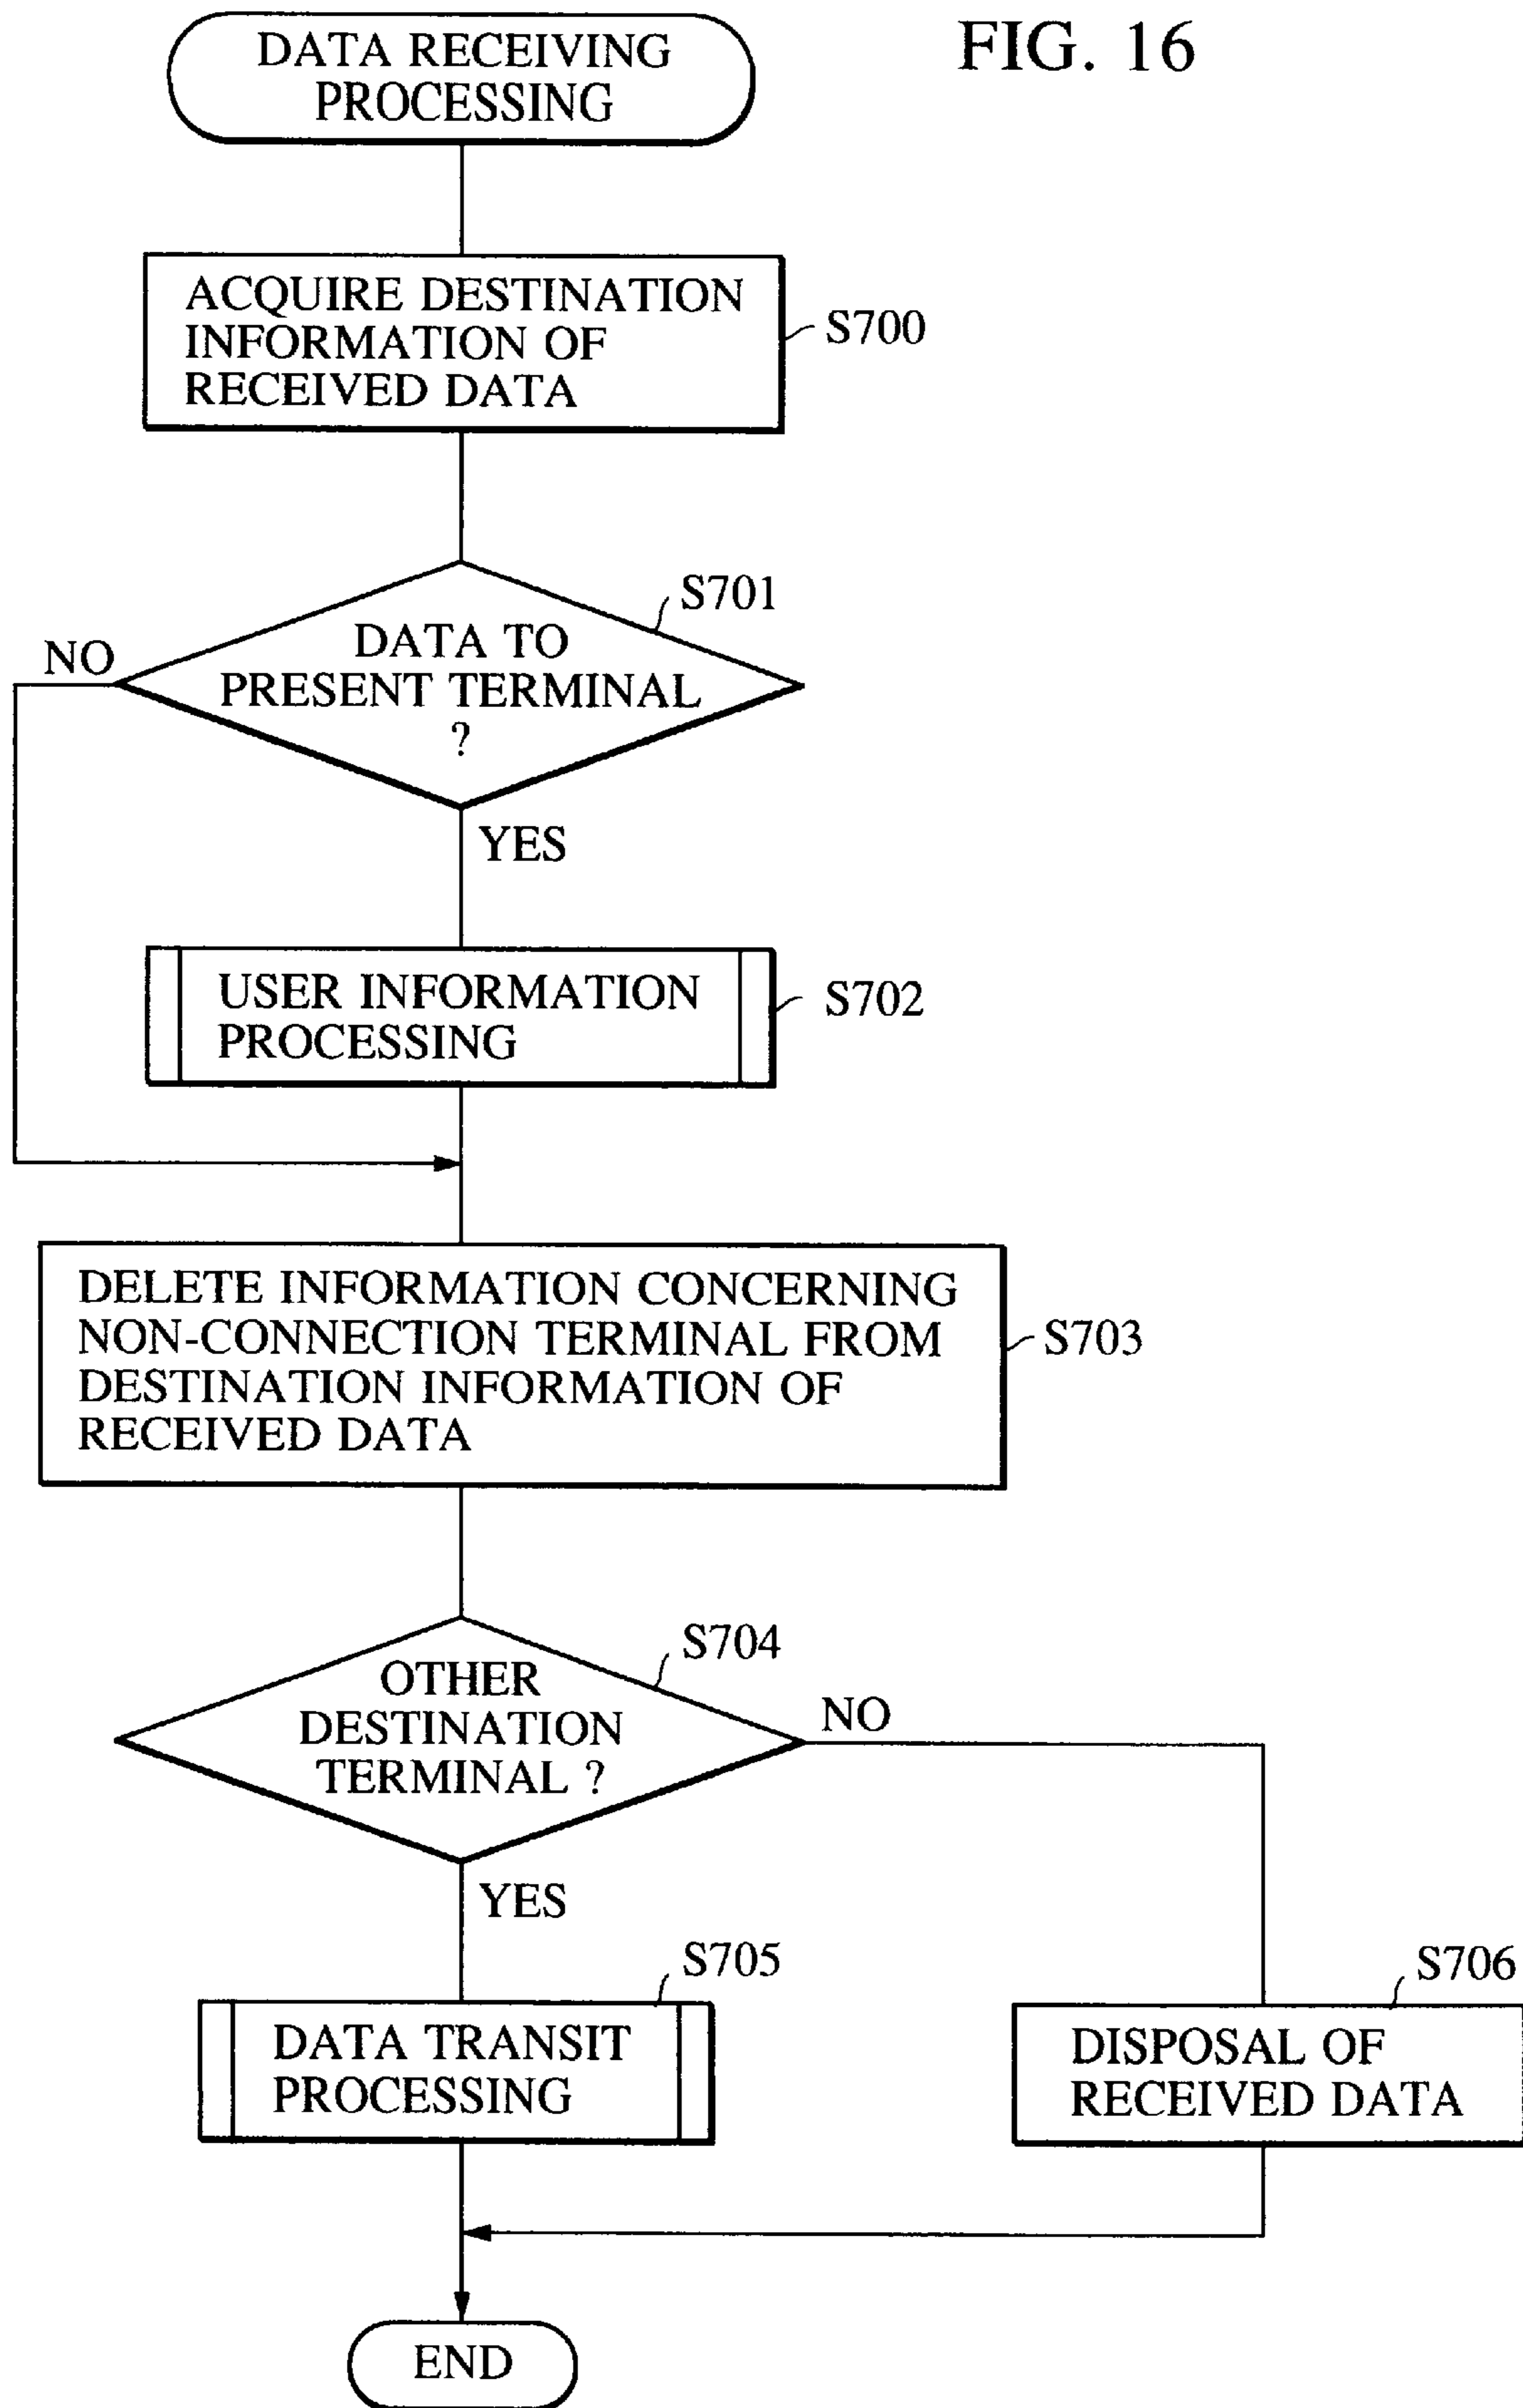 FIG. 16
DATA RECEIVING
PROCESSING
ACQUIRE DESTINATION
INFORMATION OF
RECEIVED DATA
S700
S701
DATA TO
PRESENT TERMINAL
?
NO
YES
USER INFORMATION
PROCESSING
S702
DELETE INFORMATION CONCERNING
NON-CONNECTION TERMINAL FROM
DESTINATION INFORMATION OF
RECEIVED DATA
S703
S704
OTHER
DESTINATION
TERMINAL ?
NO
YES
S705
DATA TRANSIT
PROCESSING
S706
DISPOSAL OF
RECEIVED DATA
END